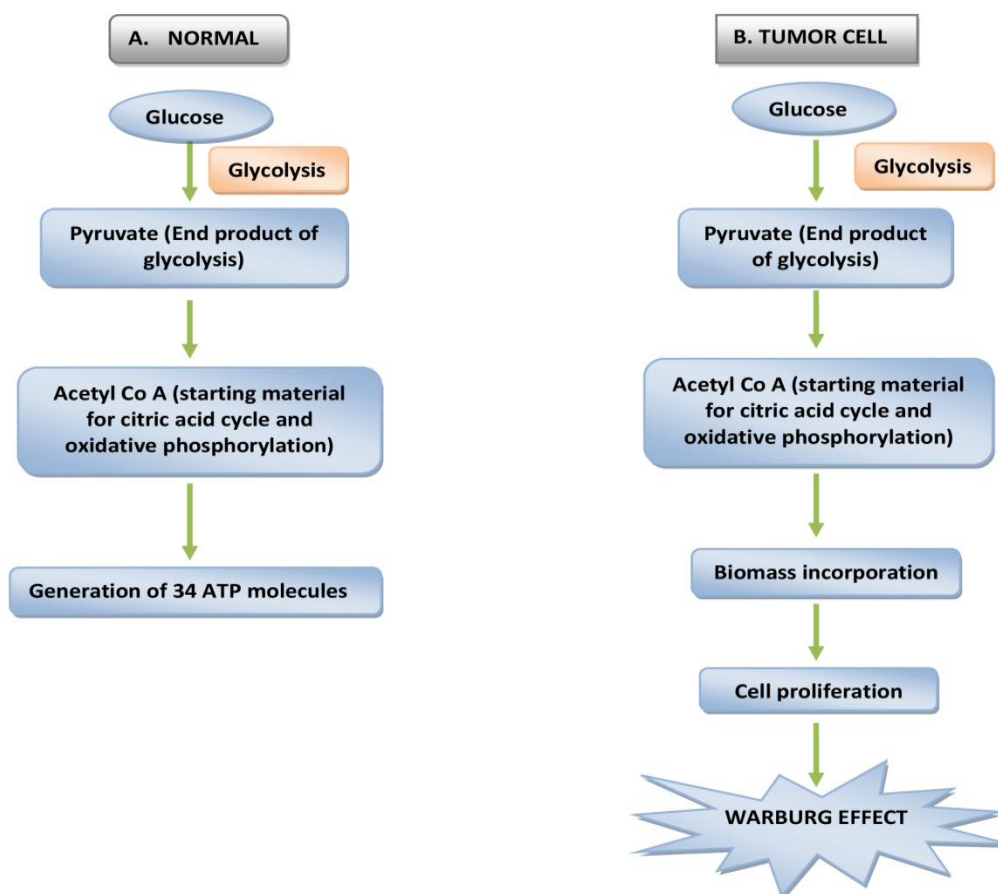 A. NORMAL
Glucose
Glycolysis
Pyruvate (End product of
glycolysis)
Acetyl Co A (starting material
for citric acid cycle and
oxidative phosphorylation)
Generation of 34 ATP molecules
B. TUMOR CELL
Glucose
Glycolysis
Pyruvate (End product
of glycolysis)
Acetyl Co A (starting material
for citric acid cycle and
oxidative phosphorylation)
Biomass incorporation
Cell proliferation
WARBURG EFFECT